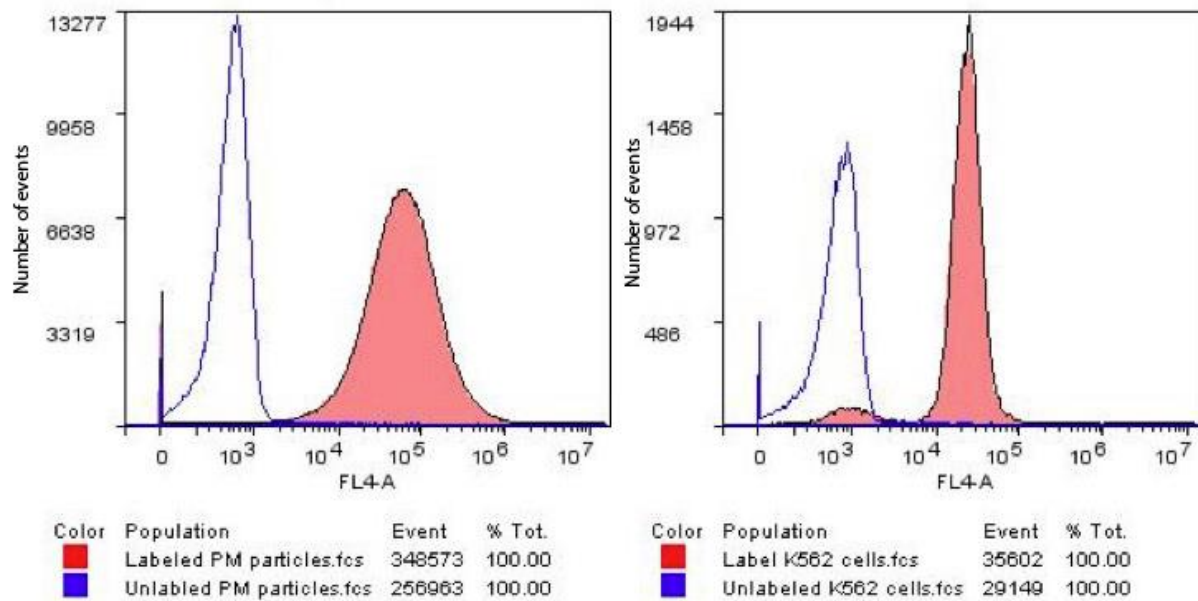 13277
9958
6638
3319
Number of events
0 10³ 10⁴ 10⁵ 10⁶ 10⁷
FL4-A
Color Population Event % Tot.
Labeled PM particles.fcs 348573 100.00
Unlabled PM particles.fcs 256963 100.00
1944
1458
972
486
Number of events
0 10³ 10⁴ 10⁵ 10⁶ 10⁷
FL4-A
Color Population Event % Tot.
Label K562 cells.fcs 35602 100.00
Unlabeled K562 cells.fcs 29149 100.00